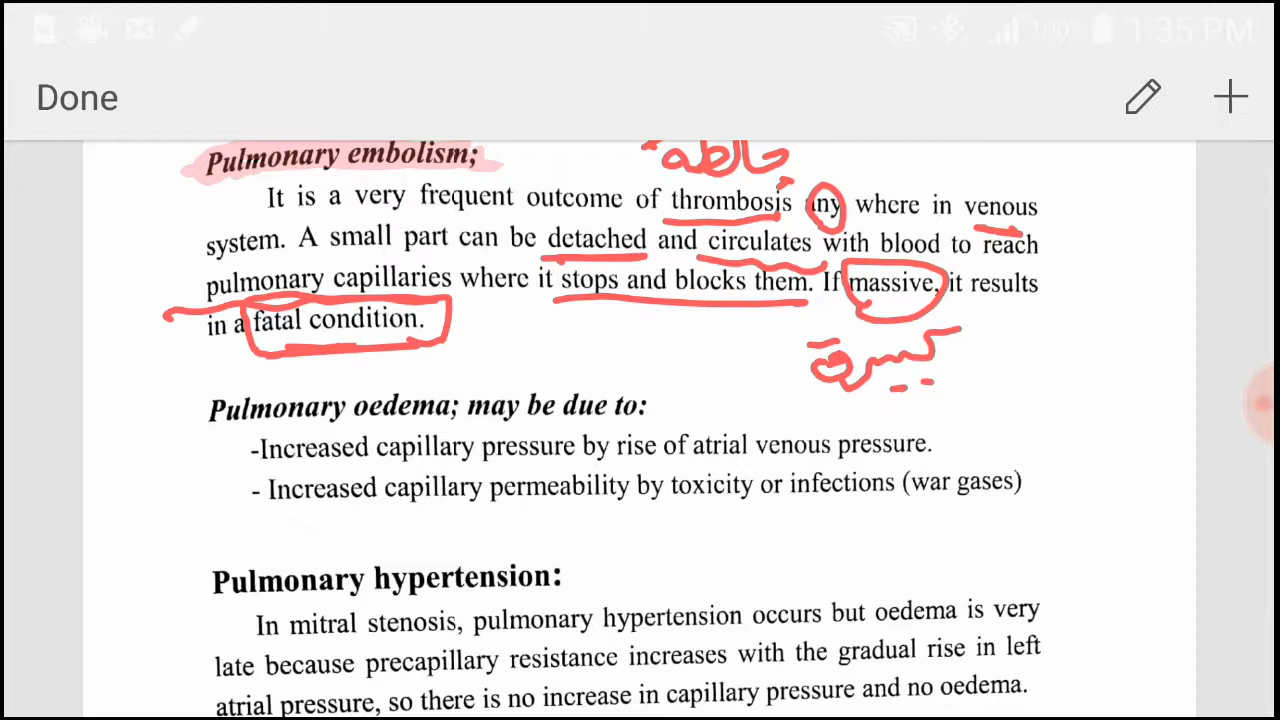 100% 1:35 PM
Done
Pulmonary embolism;
جالطة
It is a very frequent outcome of thrombosis any where in venous
system. A small part can be detached and circulates with blood to reach
pulmonary capillaries where it stops and blocks them. If massive, it results
in a fatal condition.
Pulmonary oedema; may be due to:
-Increased capillary pressure by rise of atrial venous pressure.
- Increased capillary permeability by toxicity or infections (war gases)
Pulmonary hypertension:
In mitral stenosis, pulmonary hypertension occurs but oedema is very
late because precapillary resistance increases with the gradual rise in left
atrial pressure, so there is no increase in capillary pressure and no oedema.